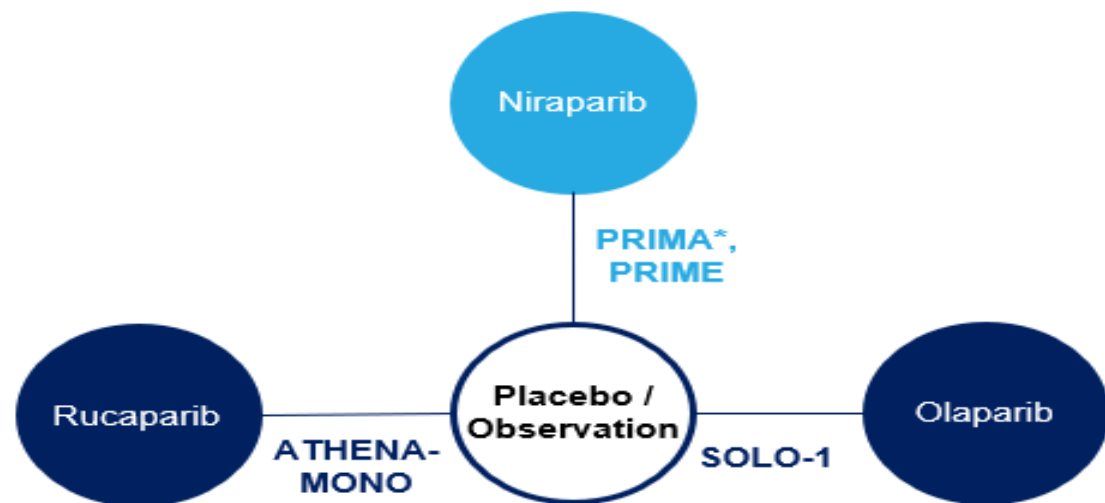 Niraparib
PRIMA*,
PRIME
Rucaparib
ATHENA-
MONO
Placebo /
Observation
SOLO-1
Olaparib